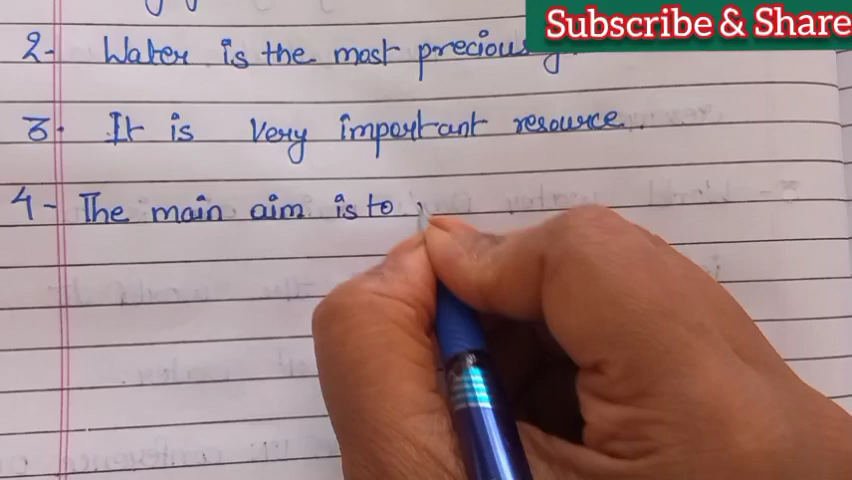 Subscribe & Share
2- Water is the most precious
3. It is very important resource.
4- The main aim is to